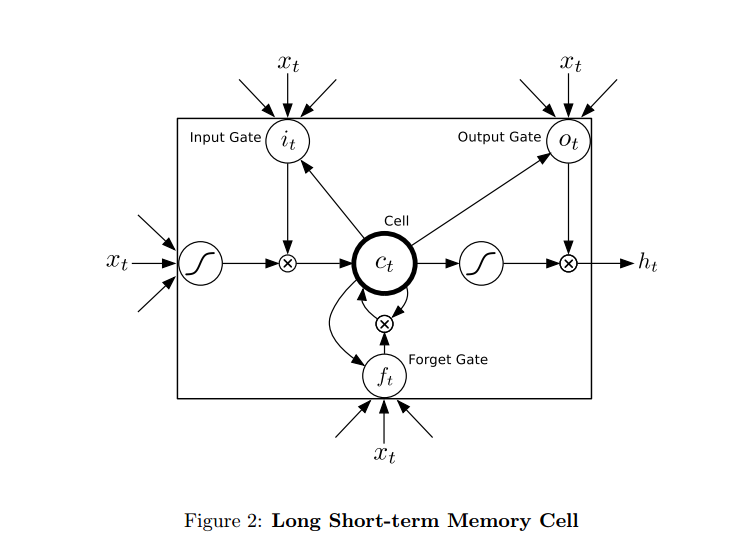 x_t x_t
Input Gate i_t Output Gate o_t
Cell
x_t c_t h_t
Forget Gate
f_t
x_t
Figure 2: Long Short-term Memory Cell